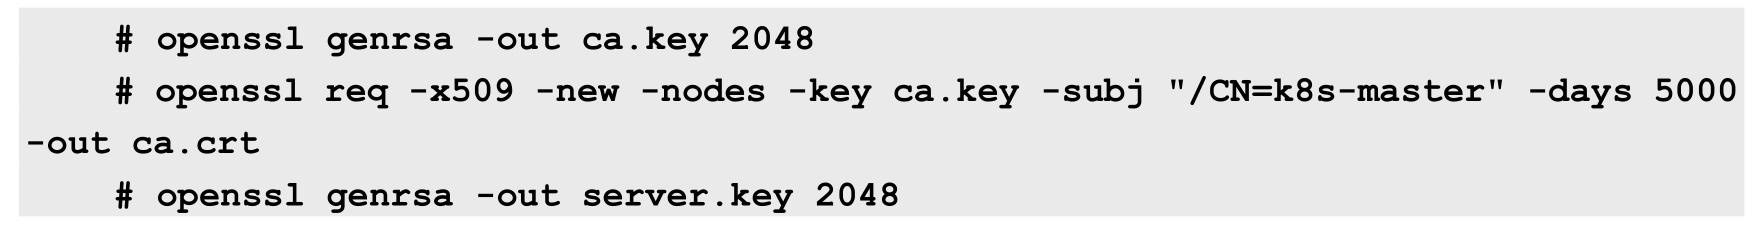 # openssl genrsa -out ca.key 2048
# openssl req -x509 -new -nodes -key ca.key -subj "/CN=k8s-master" -days 5000
-out ca.crt
# openssl genrsa -out server.key 2048